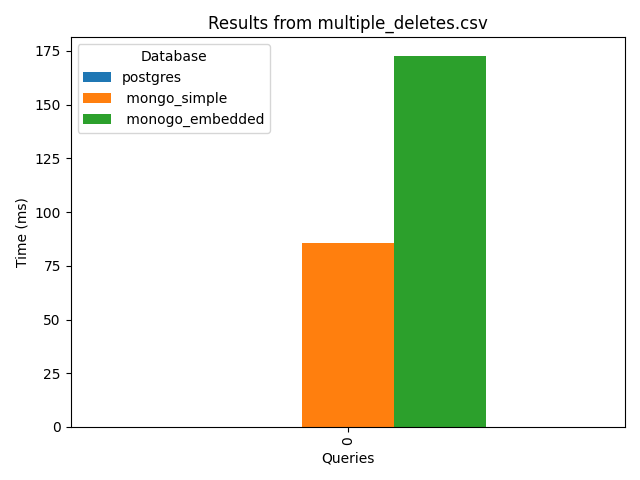 Results from multiple_deletes.csv
Database
postgres
mongo_simple
monogo_embedded
175
150
125
100
75
50
25
0
Time (ms)
0
Queries